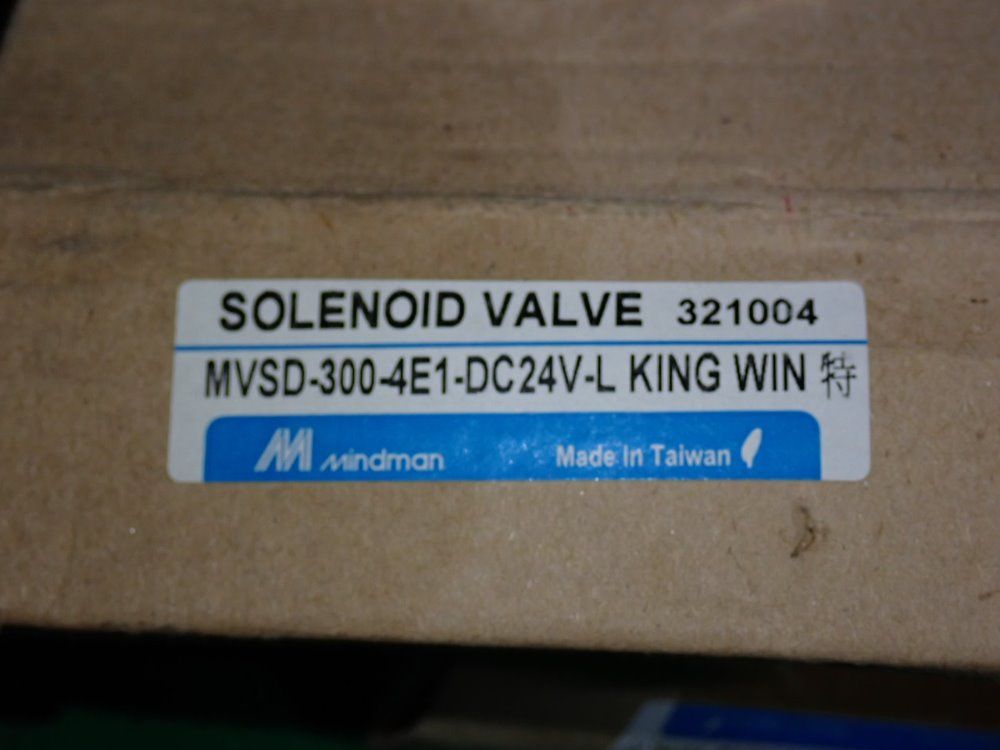 SOLENOID VALVE 321004
MVSD-300-4E1-DC24V-L KING WIN 特
Mindman Made In Taiwan